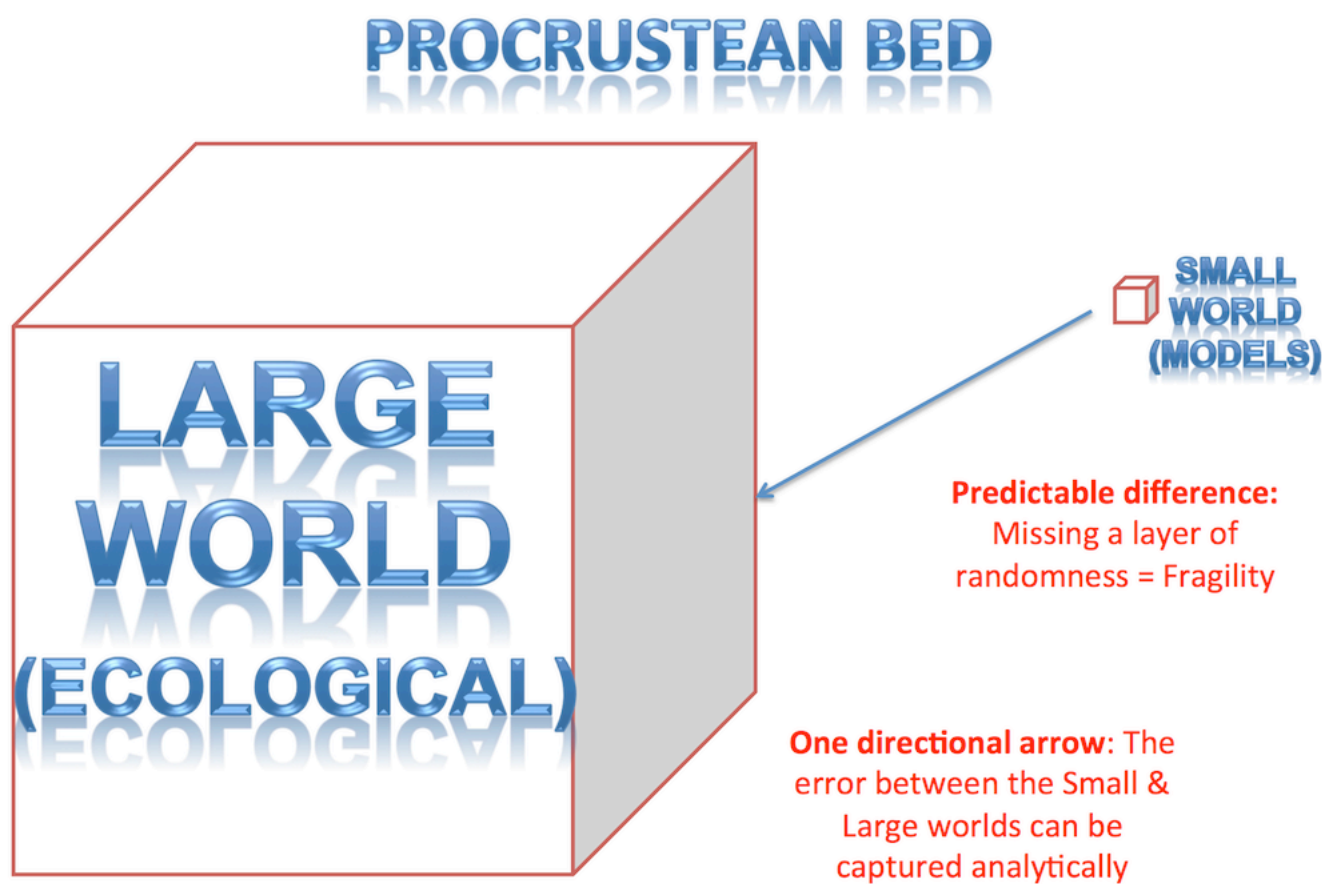 PROCRUSTEAN BED
LARGE
WORLD
(ECOLOGICAL)
SMALL
WORLD
(MODELS)
Predictable difference:
Missing a layer of
randomness = Fragility
One directional arrow: The
error between the Small &
Large worlds can be
captured analytically